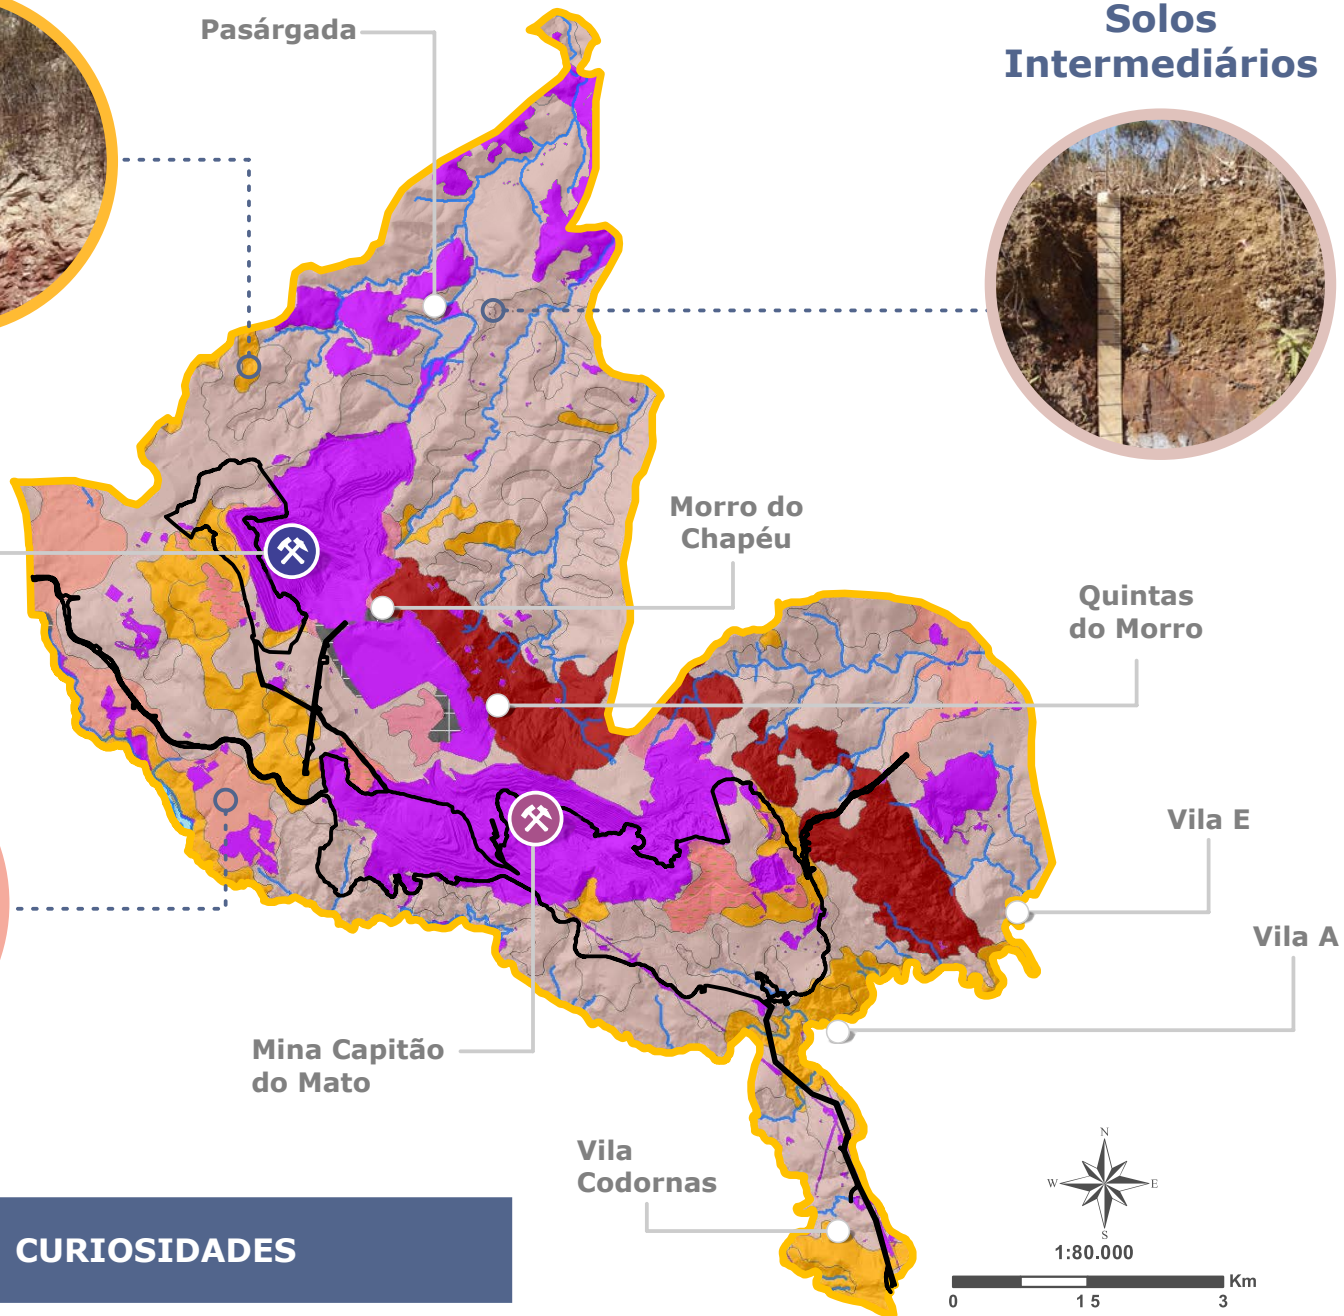 Solos
Intermediários
Pasárgada
Morro do
Chapéu
Quintas
do Morro
Vila E
Vila A
Mina Capitão
do Mato
Vila
Codornas
N
W
E
S
1:80.000
Km
0
1 5
3
CURIOSIDADES